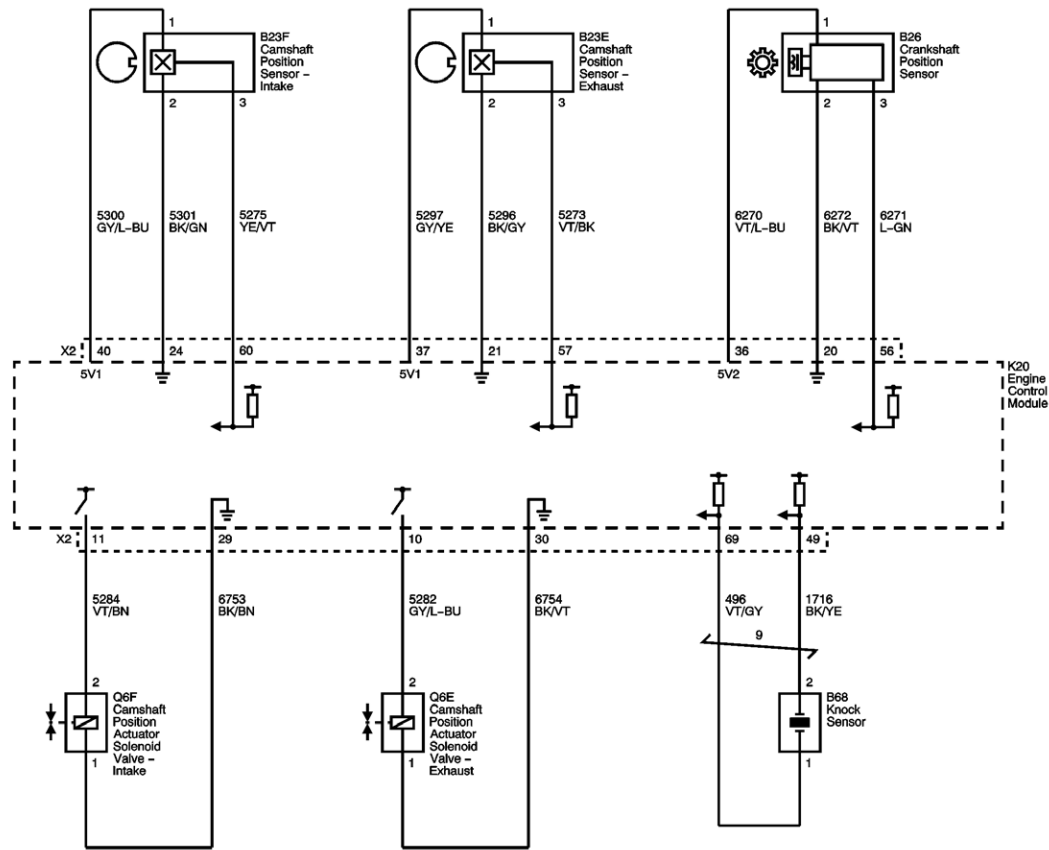 1
B23F
Camshaft
Position
Sensor –
Intake
2
3
1
B23E
Camshaft
Position
Sensor –
Exhaust
2
3
1
B26
Crankshaft
Position
Sensor
2
3
5300
GY/L–BU
5301
BK/GN
5275
YE/VT
5297
GY/YE
5296
BK/GY
5273
VT/BK
6270
VT/L–BU
6272
BK/VT
6271
L–GN
X2
40
24
60
37
21
57
36
20
56
5V1
5V1
5V2
K20
Engine
Control
Module
X2
11
29
10
30
69
49
5284
VT/BN
6753
BK/BN
5282
GY/L–BU
6754
BK/VT
496
VT/GY
1716
BK/YE
9
2
Q6F
Camshaft
Position
Actuator
Solenoid
Valve –
Intake
1
2
Q6E
Camshaft
Position
Actuator
Solenoid
Valve –
Exhaust
1
2
B68
Knock
Sensor
1